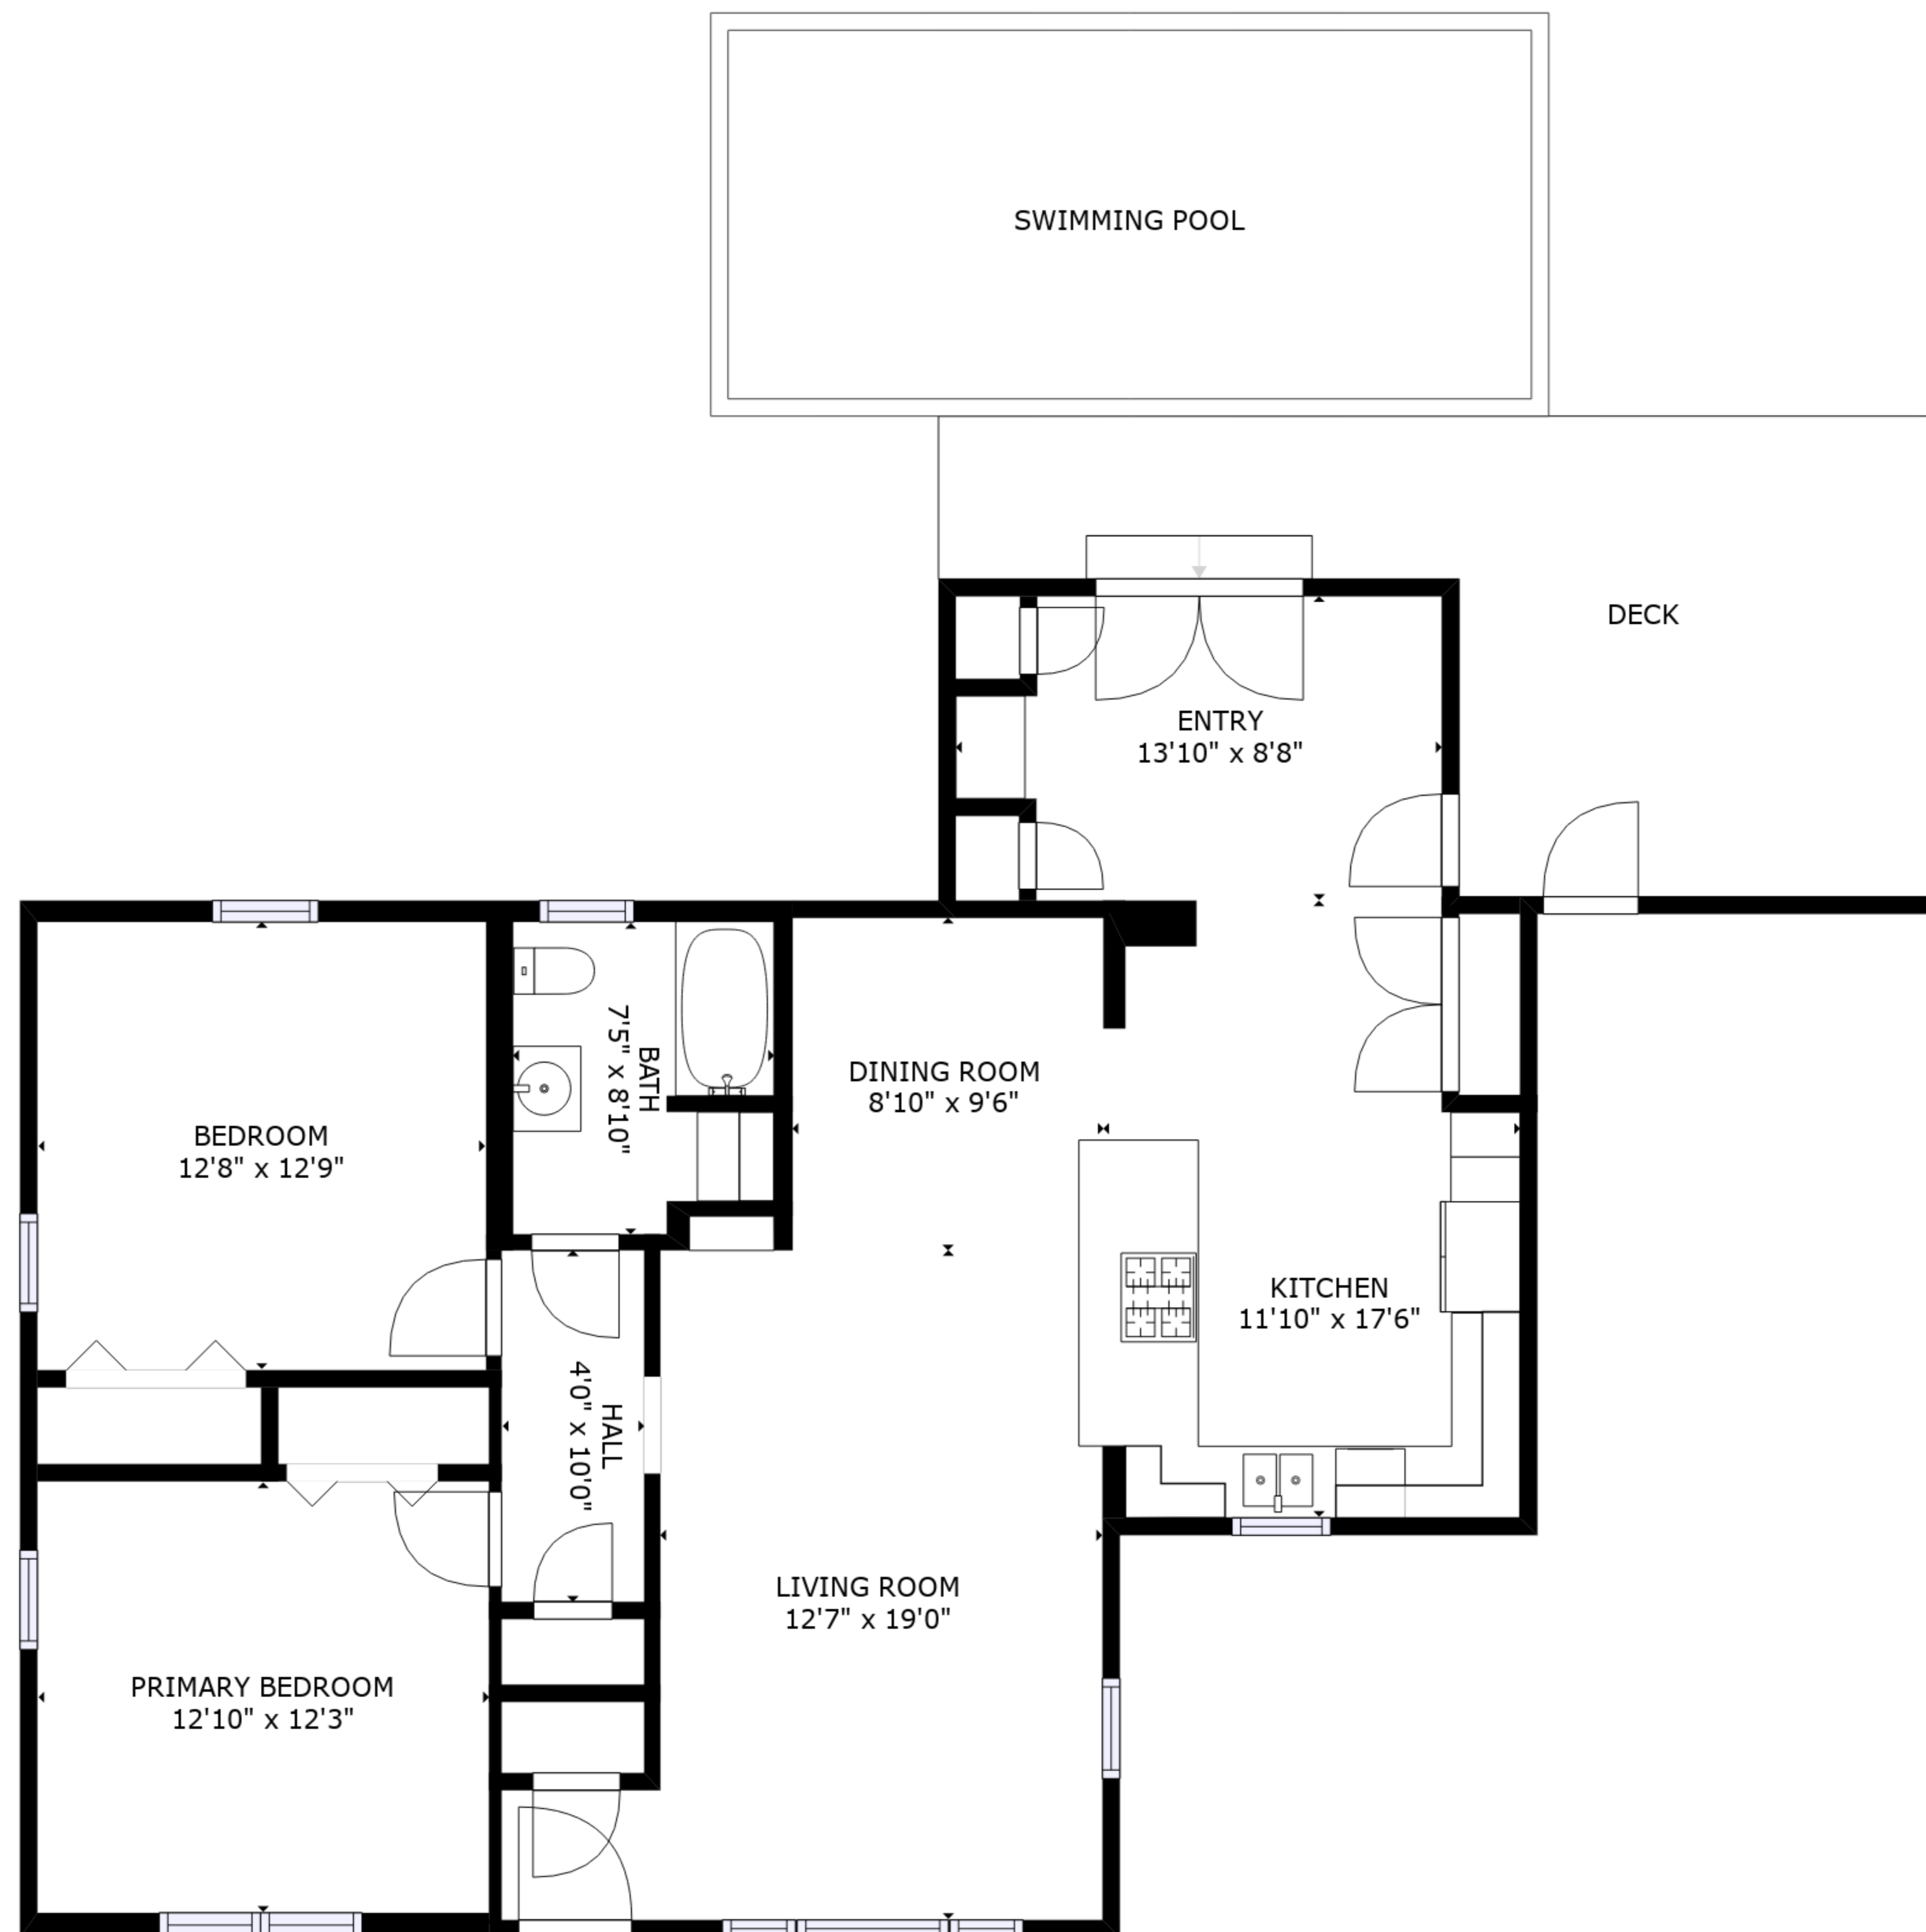 SWIMMING POOL
DECK
ENTRY
13'10" x 8'8"
BATH
7'5" x 8'10"
DINING ROOM
8'10" x 9'6"
BEDROOM
12'8" x 12'9"
KITCHEN
11'10" x 17'6"
HALL
4'0" x 10'0"
LIVING ROOM
12'7" x 19'0"
PRIMARY BEDROOM
12'10" x 12'3"